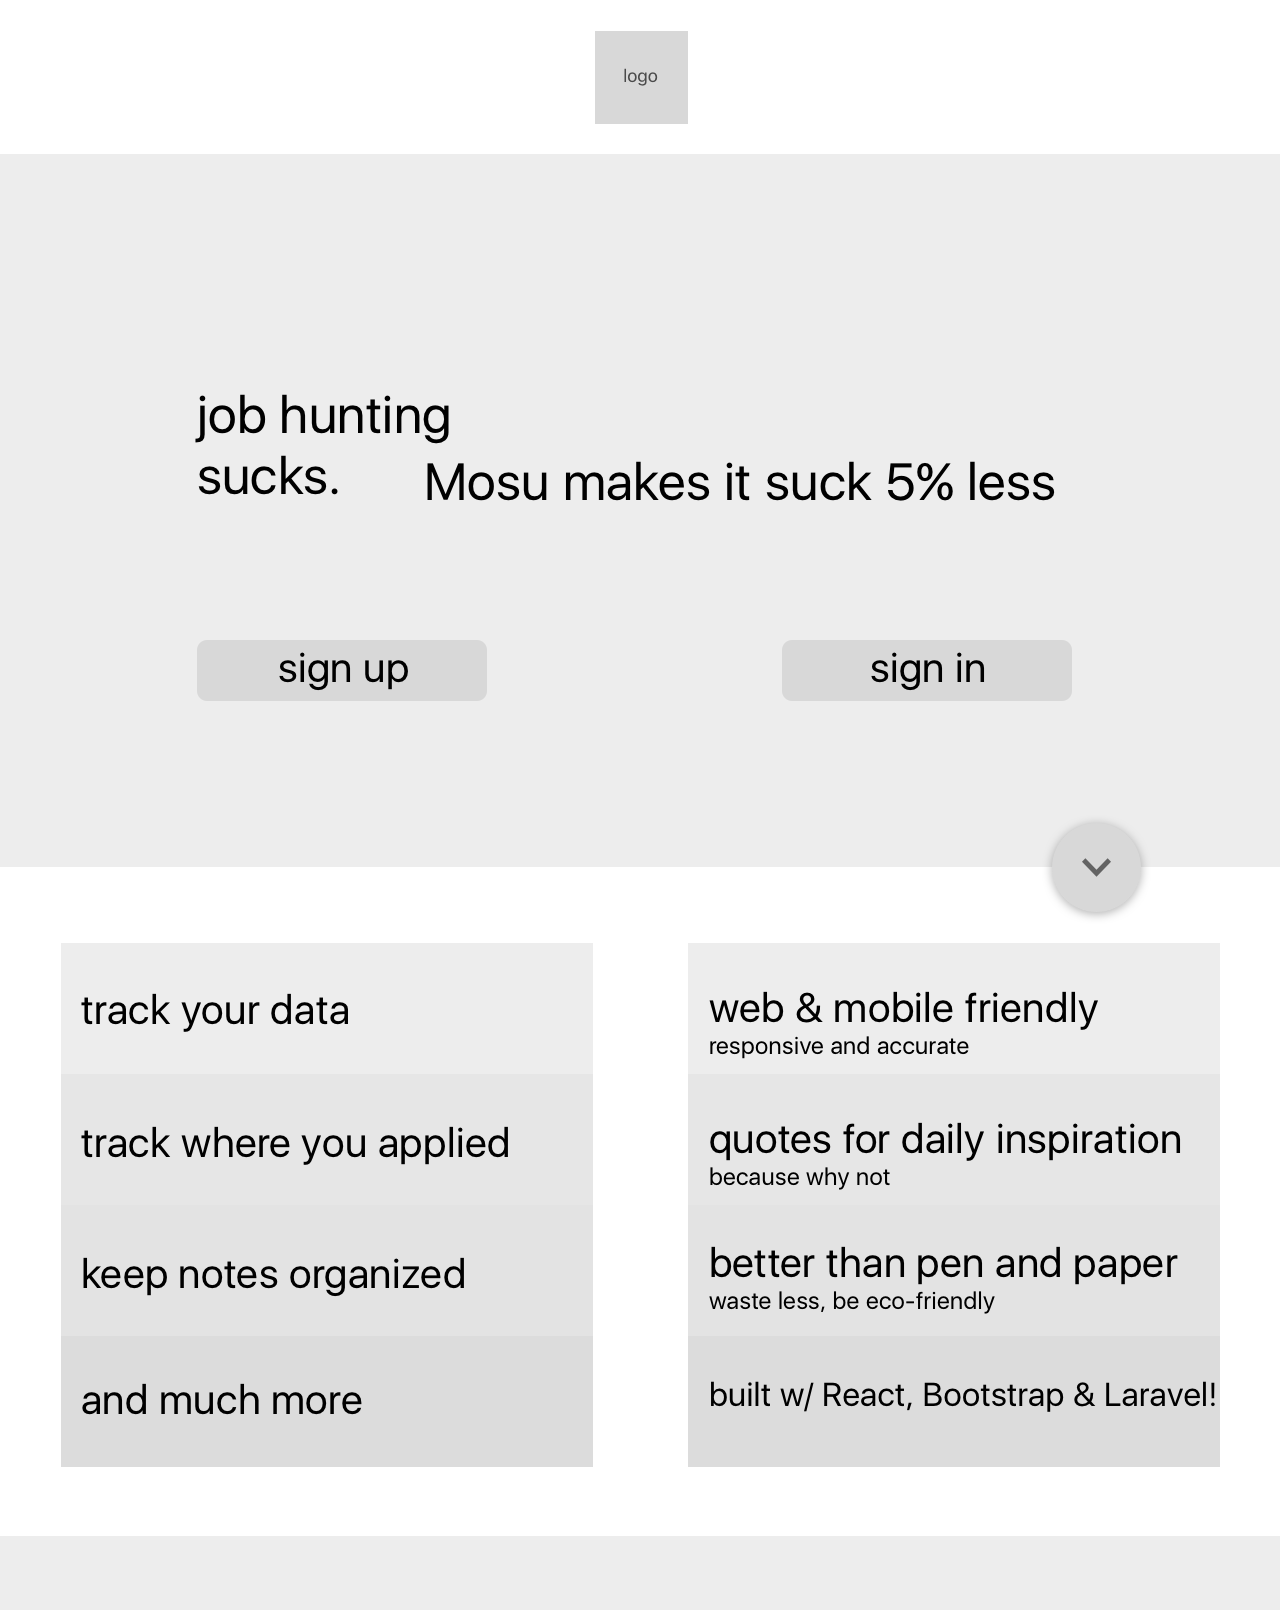 logo
job hunting
sucks.
Mosu makes it suck 5% less
sign up
sign in
track your data
track where you applied
keep notes organized
and much more
web & mobile friendly
responsive and accurate
quotes for daily inspiration
because why not
better than pen and paper
waste less, be eco-friendly
built w/ React, Bootstrap & Laravel!